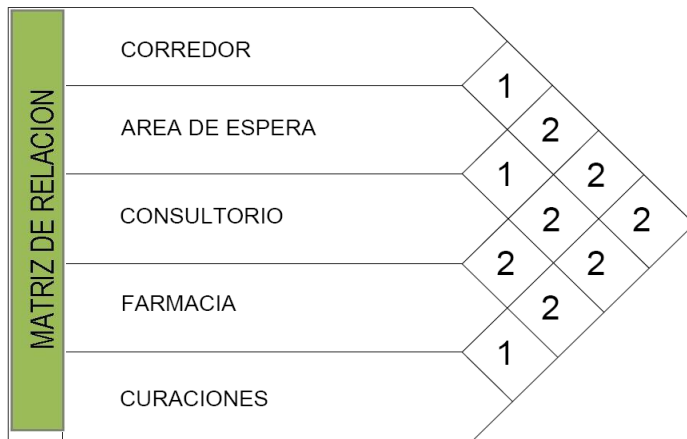 MATRIZ DE RELACION
CORREDOR
AREA DE ESPERA
CONSULTORIO
FARMACIA
CURACIONES
1
2
1
2
2
2
2
2
2
1